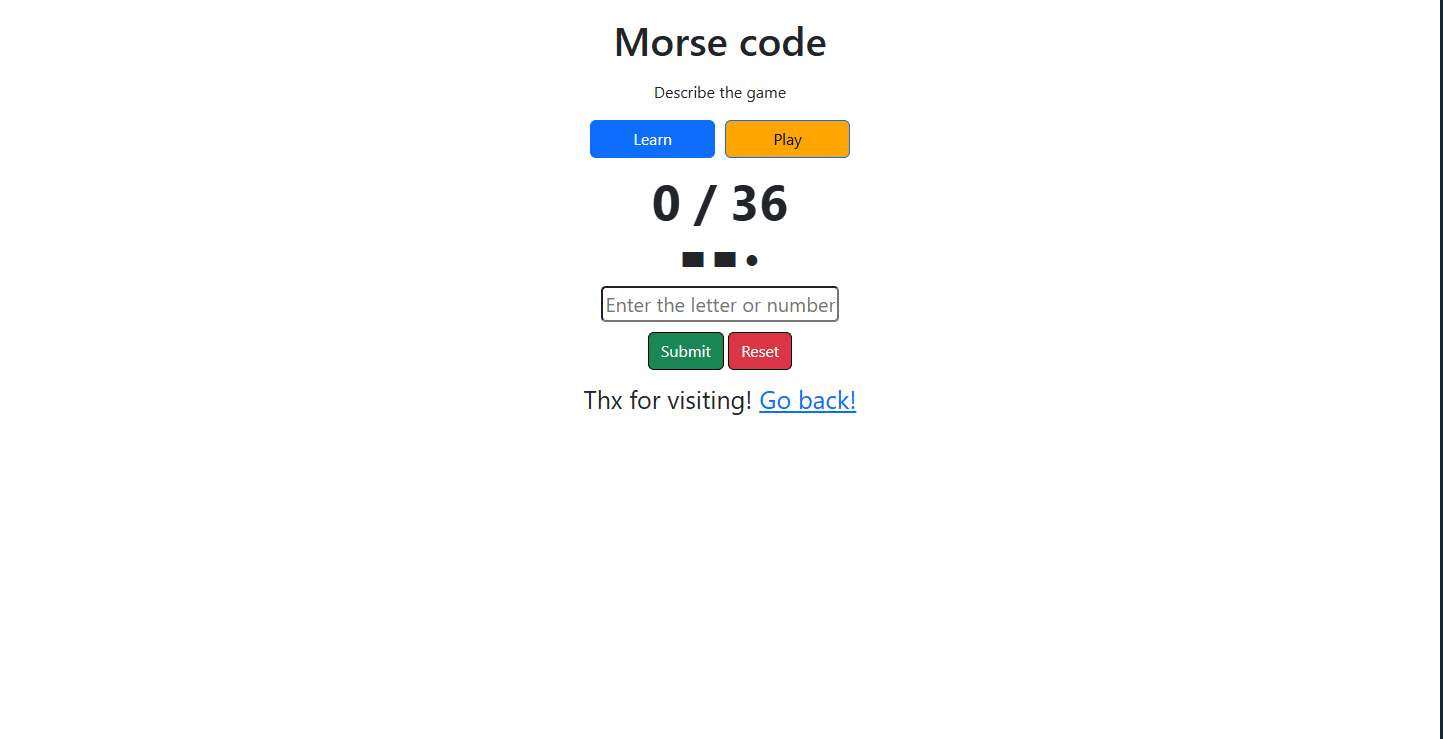 Morse code
Describe the game
Learn Play
0 / 36
▬ ▬ ●
Enter the letter or number
Submit Reset
Thx for visiting! Go back!